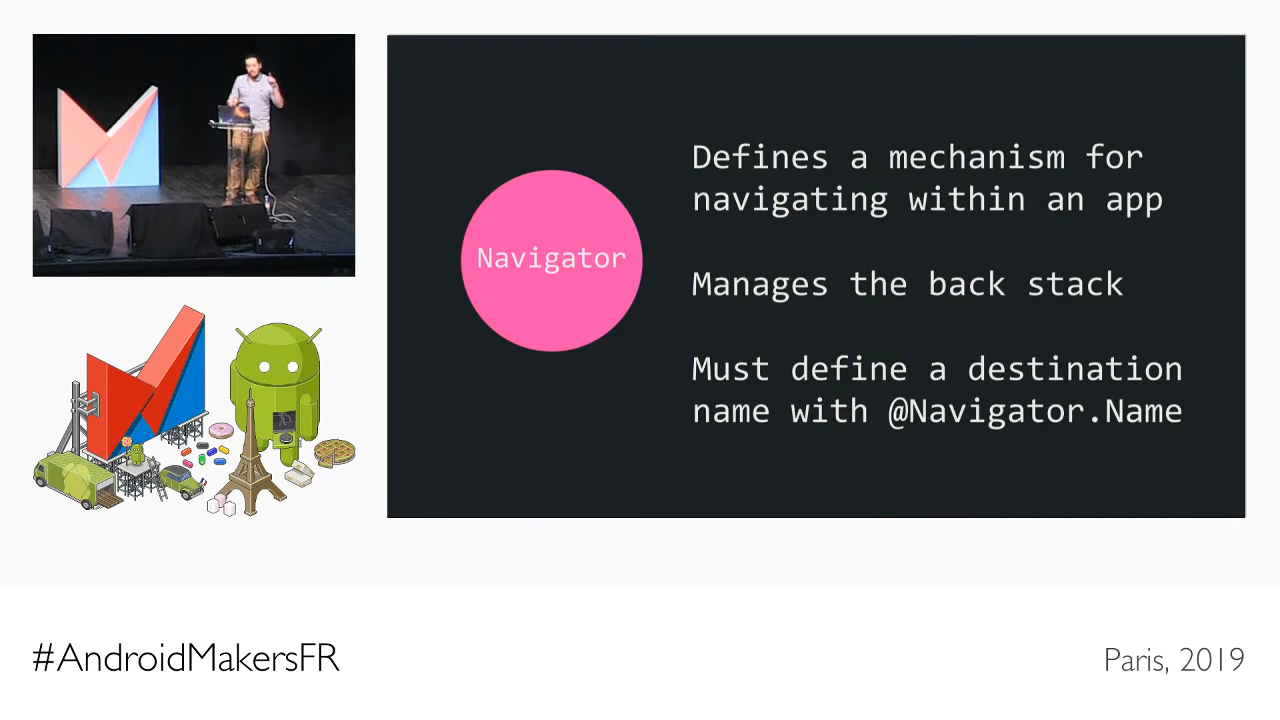 Navigator
Defines a mechanism for
navigating within an app
Manages the back stack
Must define a destination
name with @Navigator.Name
#AndroidMakersFR
Paris, 2019